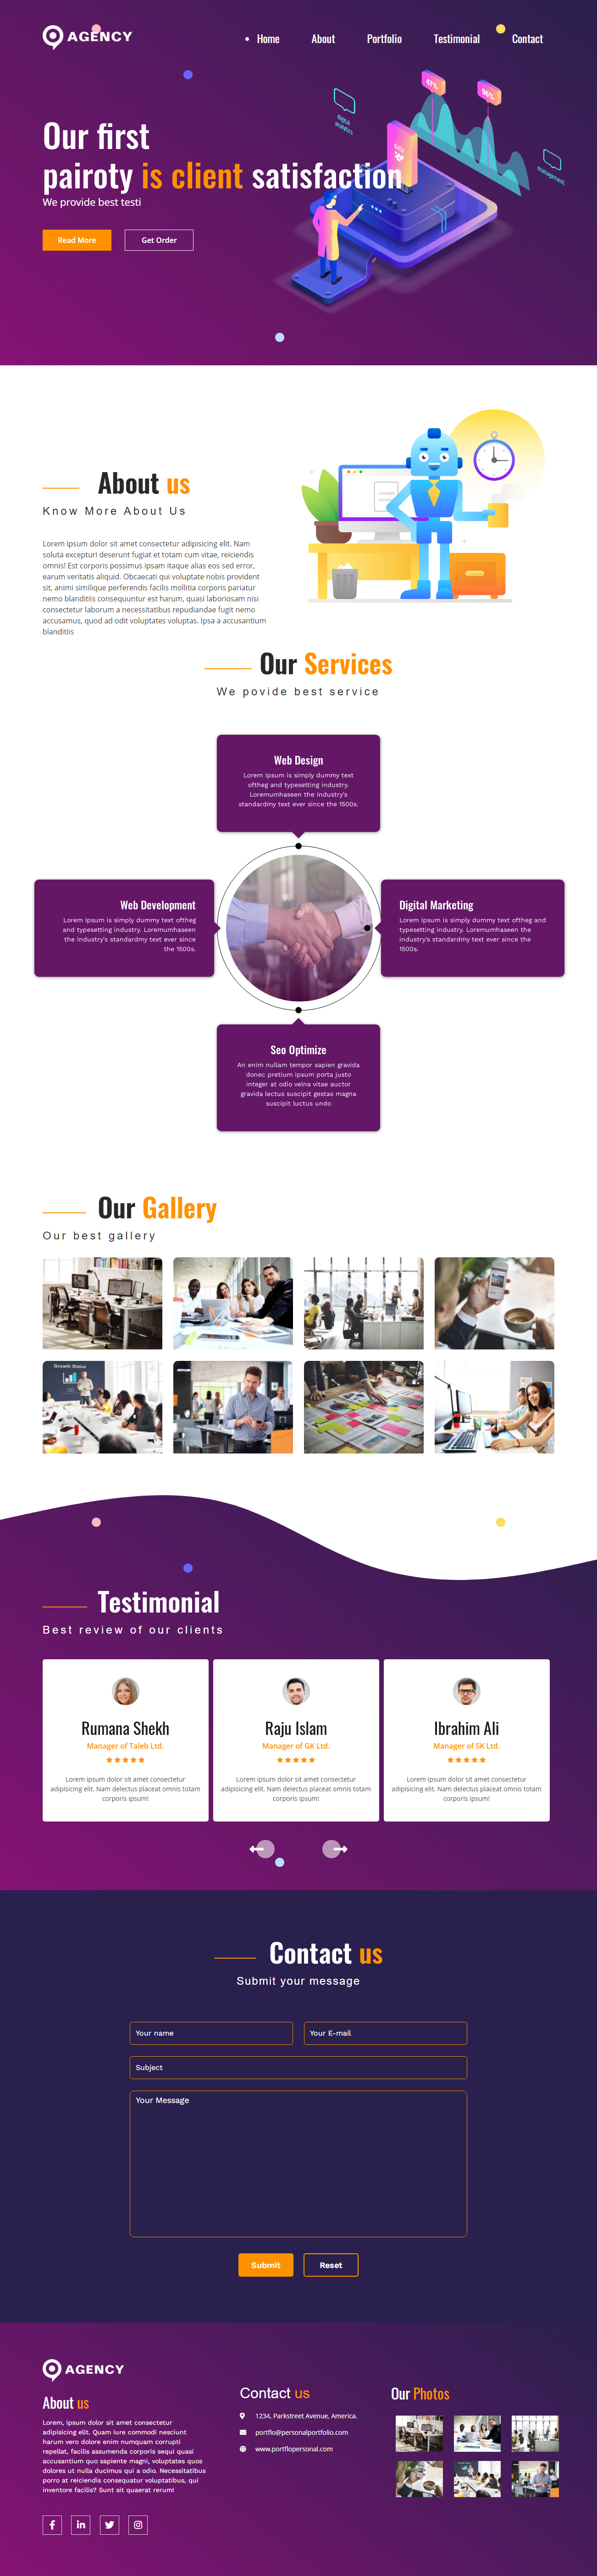 AGENCY
Home
About
Portfolio
Testimonial
Contact
47%
96%
digital
analytics
management
data
Our first
pairoty is client satisfaction
We provide best testi
Read More
Get Order
About us
Know More About Us
Lorem ipsum dolor sit amet consectetur adipisicing elit. Nam
soluta excepturi deserunt fugiat et totam cum vitae, reiciendis
omnis! Est corporis possimus ipsam itaque alias eos sed error,
earum veritatis aliquid. Obcaecati qui voluptate nobis provident
sit, animi similique perferendis facilis mollitia corporis pariatur
nemo blanditiis consequuntur est harum, quasi laboriosam nisi
consectetur laborum a necessitatibus repudiandae fugit nemo
accusamus, quod ad odit voluptates voluptas. Ipsa a accusantium
blanditiis
Our Services
We povide best service
Web Design
Lorem Ipsum is simply dummy text
oftheg and typesetting industry.
Loremumhaseen the industry's
standardmy text ever since the 1500s.
Web Development
Lorem Ipsum is simply dummy text oftheg
and typesetting industry. Loremumhaseen
the industry's standardmy text ever since
the 1500s.
Digital Marketing
Lorem Ipsum is simply dummy text oftheg and
typesetting industry. Loremumhaseen the
industry's standardmy text ever since the
1500s.
Seo Optimize
An enim nullam tempor sapien gravida
donec pretium ipsum porta justo
integer at odio velna vitae auctor
gravida lectus suscipit gestas magna
suscipit luctus undo
Our Gallery
Our best gallery
Growth Status
Testimonial
Best review of our clients
Rumana Shekh
Manager of Taleb Ltd.
Lorem ipsum dolor sit amet consectetur
adipisicing elit. Nam delectus placeat omnis totam
corporis ipsum!
Raju Islam
Manager of GK Ltd.
Lorem ipsum dolor sit amet consectetur
adipisicing elit. Nam delectus placeat omnis totam
corporis ipsum!
Ibrahim Ali
Manager of SK Ltd.
Lorem ipsum dolor sit amet consectetur
adipisicing elit. Nam delectus placeat omnis totam
corporis ipsum!
Contact us
Submit your message
Your name
Your E-mail
Subject
Your Message
Submit
Reset
AGENCY
About us
Lorem, ipsum dolor sit amet consectetur
adipisicing elit. Quam iure commodi nesciunt
harum vero dolore enim numquam corrupti
repellat, facilis assumenda corporis sequi quasi
accusantium quo sapiente magni, voluptates quos
dolores ut nulla ducimus qui a odio. Necessitatibus
porro at reiciendis consequatur voluptatibus, qui
inventore facilis? Sunt sit quaerat rerum!
Contact us
1234, Parkstreet Avenue, America.
portflio@personalportfolio.com
www.portflopersonal.com
Our Photos